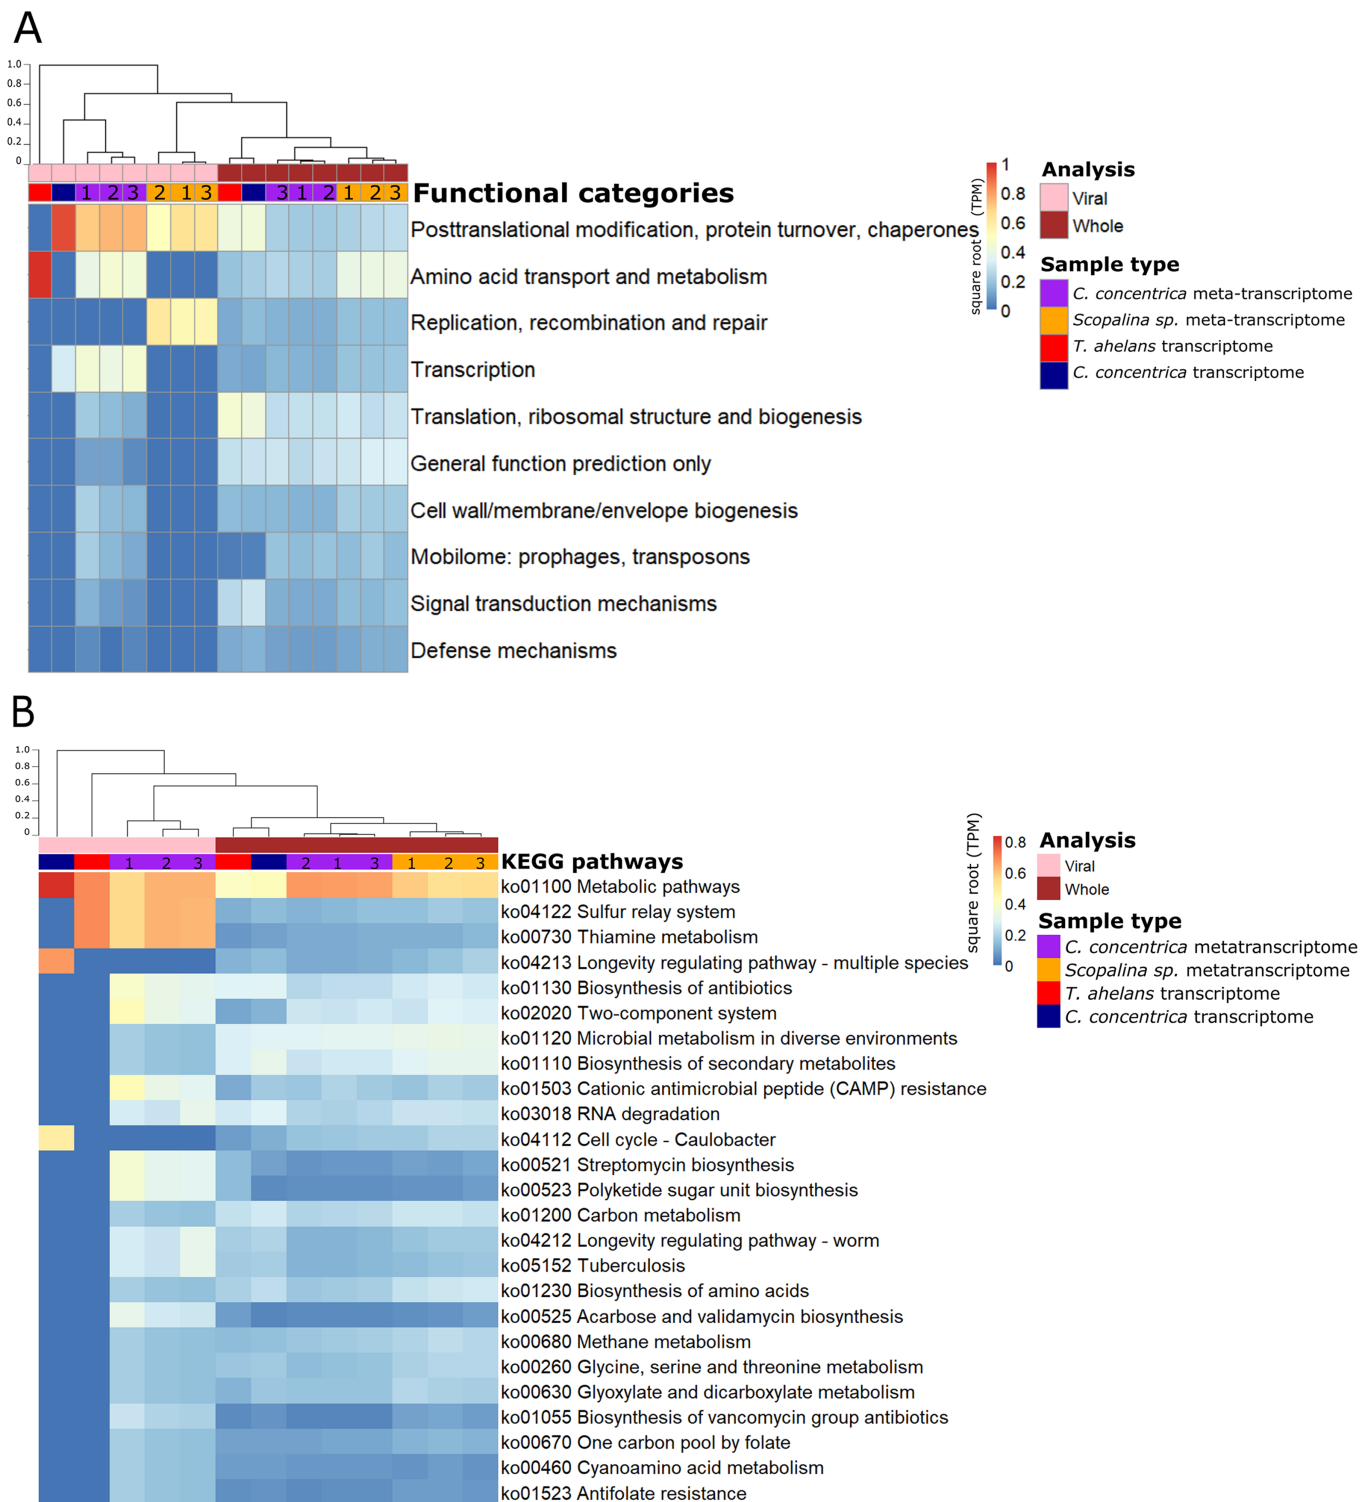 A
1.0
0.8
0.6
0.4
0.2
0
1 2 3 2 1 3 3 1 2 1 2 3
Functional categories
Posttranslational modification, protein turnover, chaperones
Amino acid transport and metabolism
Replication, recombination and repair
Transcription
Translation, ribosomal structure and biogenesis
General function prediction only
Cell wall/membrane/envelope biogenesis
Mobilome: prophages, transposons
Signal transduction mechanisms
Defense mechanisms
square root (TPM)
1
0.8
0.6
0.4
0.2
0
Analysis
Viral
Whole
Sample type
C. concentrica meta-transcriptome
Scopalina sp. meta-transcriptome
T. ahelans transcriptome
C. concentrica transcriptome
B
1.0
0.8
0.6
0.4
0.2
0
1 2 3 2 1 3 1 2 3
KEGG pathways
ko01100 Metabolic pathways
ko04122 Sulfur relay system
ko00730 Thiamine metabolism
ko04213 Longevity regulating pathway - multiple species
ko01130 Biosynthesis of antibiotics
ko02020 Two-component system
ko01120 Microbial metabolism in diverse environments
ko01110 Biosynthesis of secondary metabolites
ko01503 Cationic antimicrobial peptide (CAMP) resistance
ko03018 RNA degradation
ko04112 Cell cycle - Caulobacter
ko00521 Streptomycin biosynthesis
ko00523 Polyketide sugar unit biosynthesis
ko01200 Carbon metabolism
ko04212 Longevity regulating pathway - worm
ko05152 Tuberculosis
ko01230 Biosynthesis of amino acids
ko00525 Acarbose and validamycin biosynthesis
ko00680 Methane metabolism
ko00260 Glycine, serine and threonine metabolism
ko00630 Glyoxylate and dicarboxylate metabolism
ko01055 Biosynthesis of vancomycin group antibiotics
ko00670 One carbon pool by folate
ko00460 Cyanoamino acid metabolism
ko01523 Antifolate resistance
square root (TPM)
0.8
0.6
0.4
0.2
0
Analysis
Viral
Whole
Sample type
C. concentrica metatranscriptome
Scopalina sp. metatranscriptome
T. ahelans transcriptome
C. concentrica transcriptome